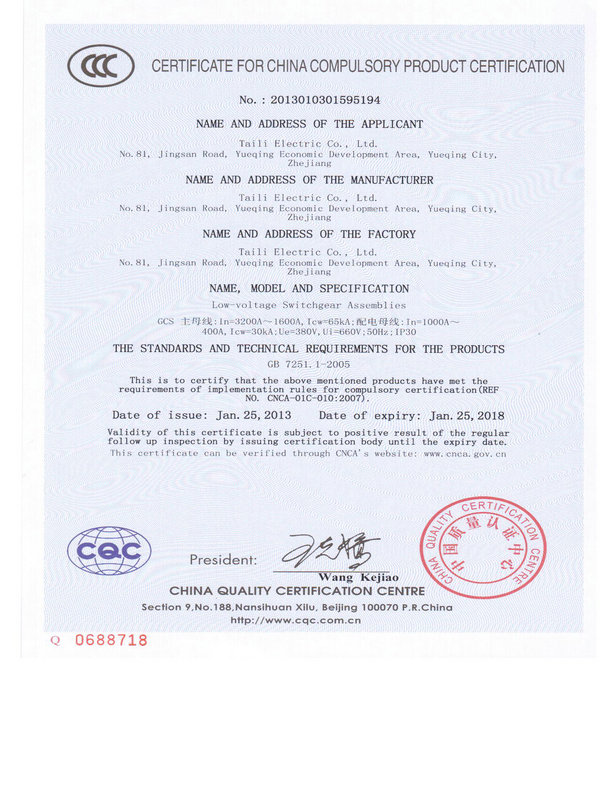 CCC
CERTIFICATE FOR CHINA COMPULSORY PRODUCT CERTIFICATION
No. : 2013010301595194
NAME AND ADDRESS OF THE APPLICANT
Taili Electric Co., Ltd.
No. 81, Jingsan Road, Yueqing Economic Development Area, Yueqing City,
Zhejiang
NAME AND ADDRESS OF THE MANUFACTURER
Taili Electric Co., Ltd.
No. 81, Jingsan Road, Yueqing Economic Development Area, Yueqing City,
Zhejiang
NAME AND ADDRESS OF THE FACTORY
Taili Electric Co., Ltd.
No. 81, Jingsan Road, Yueqing Economic Development Area, Yueqing City,
Zhejiang
NAME, MODEL AND SPECIFICATION
Low-voltage Switchgear Assemblies
GCS 主母线:In=3200A～1600A,Icw=65kA;配电母线:In=1000A～
400A,Icw=30kA;Ue=380V,Ui=660V;50Hz;IP30
THE STANDARDS AND TECHNICAL REQUIREMENTS FOR THE PRODUCTS
GB 7251.1-2005
This is to certify that the above mentioned products have met the
requirements of implementation rules for compulsory certification(REF
NO. CNCA-01C-010:2007).
Date of issue: Jan. 25, 2013 Date of expiry: Jan. 25, 2018
Validity of this certificate is subject to positive result of the regular
follow up inspection by issuing certification body until the expiry date.
This certificate can be verified through CNCA's website: www.cnca.gov.cn
CQC
President:
Wang Kejiao
CHINA QUALITY CERTIFICATION CENTRE
中国质量认证中心
CHINA QUALITY CERTIFICATION CENTRE
Section 9,No.188,Nansihuan Xilu, Beijing 100070 P.R.China
http://www.cqc.com.cn
Q 0688718